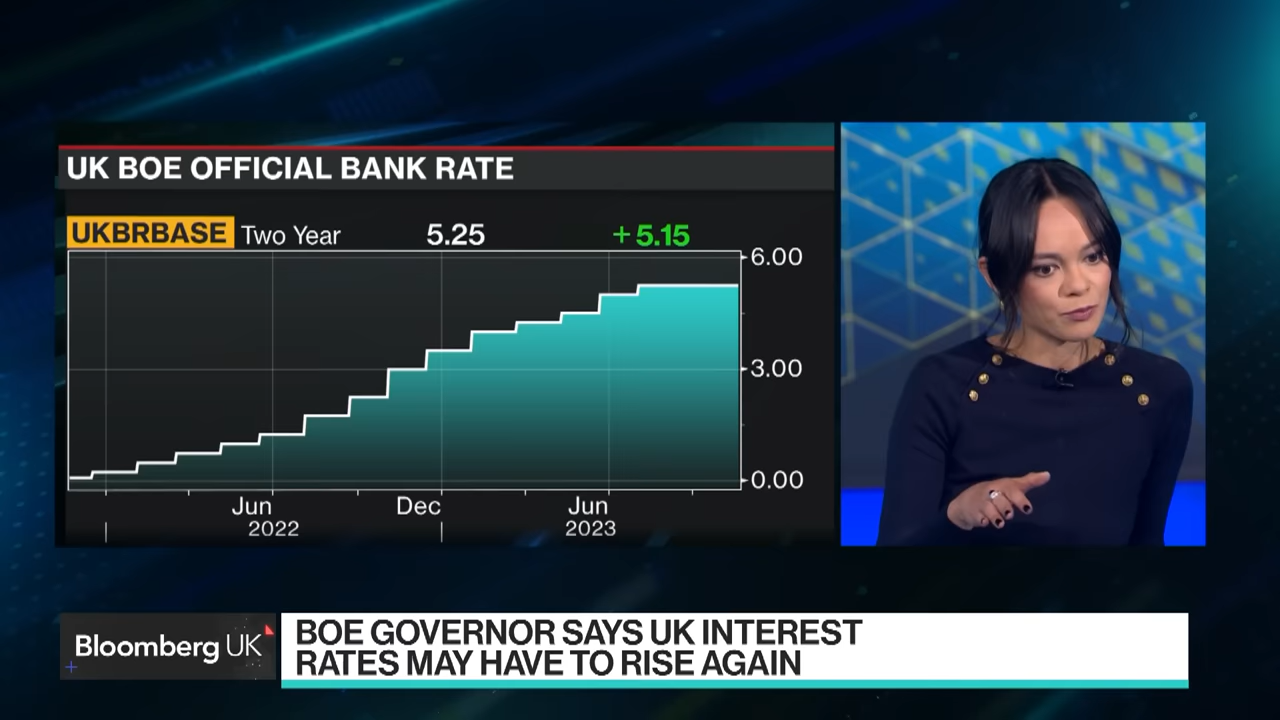 UK BOE OFFICIAL BANK RATE
UKBRBASE Two Year 5.25 +5.15
6.00
3.00
0.00
Jun Dec Jun
2022 2023
Bloomberg UK
BOE GOVERNOR SAYS UK INTEREST
RATES MAY HAVE TO RISE AGAIN